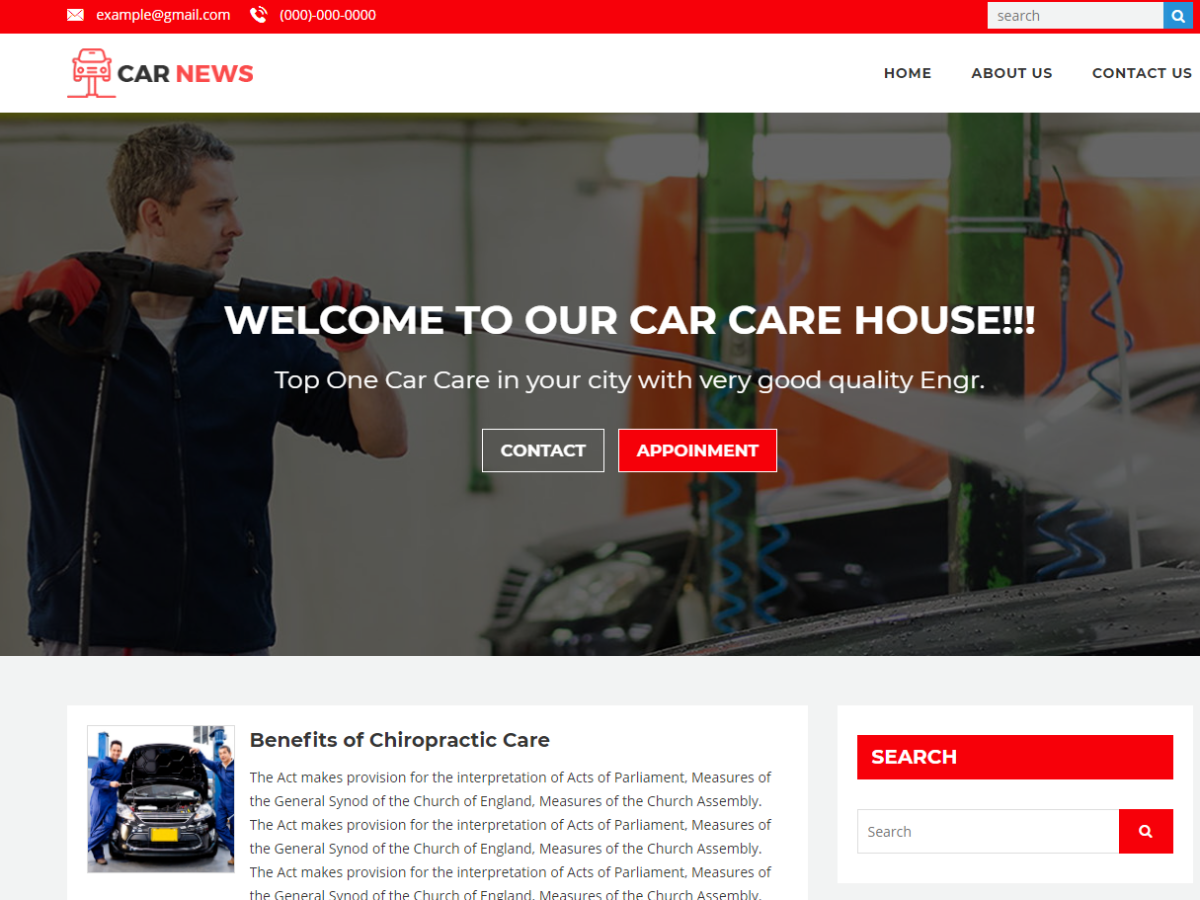 example@gmail.com (000)-000-0000 search
CAR NEWS HOME ABOUT US CONTACT US
WELCOME TO OUR CAR CARE HOUSE!!!
Top One Car Care in your city with very good quality Engr.
CONTACT APPOINMENT
Benefits of Chiropractic Care
The Act makes provision for the interpretation of Acts of Parliament, Measures of
the General Synod of the Church of England, Measures of the Church Assembly.
The Act makes provision for the interpretation of Acts of Parliament, Measures of
the General Synod of the Church of England, Measures of the Church Assembly.
The Act makes provision for the interpretation of Acts of Parliament, Measures of
the General Synod of the Church of England, Measures of the Church Assembly.
SEARCH
Search